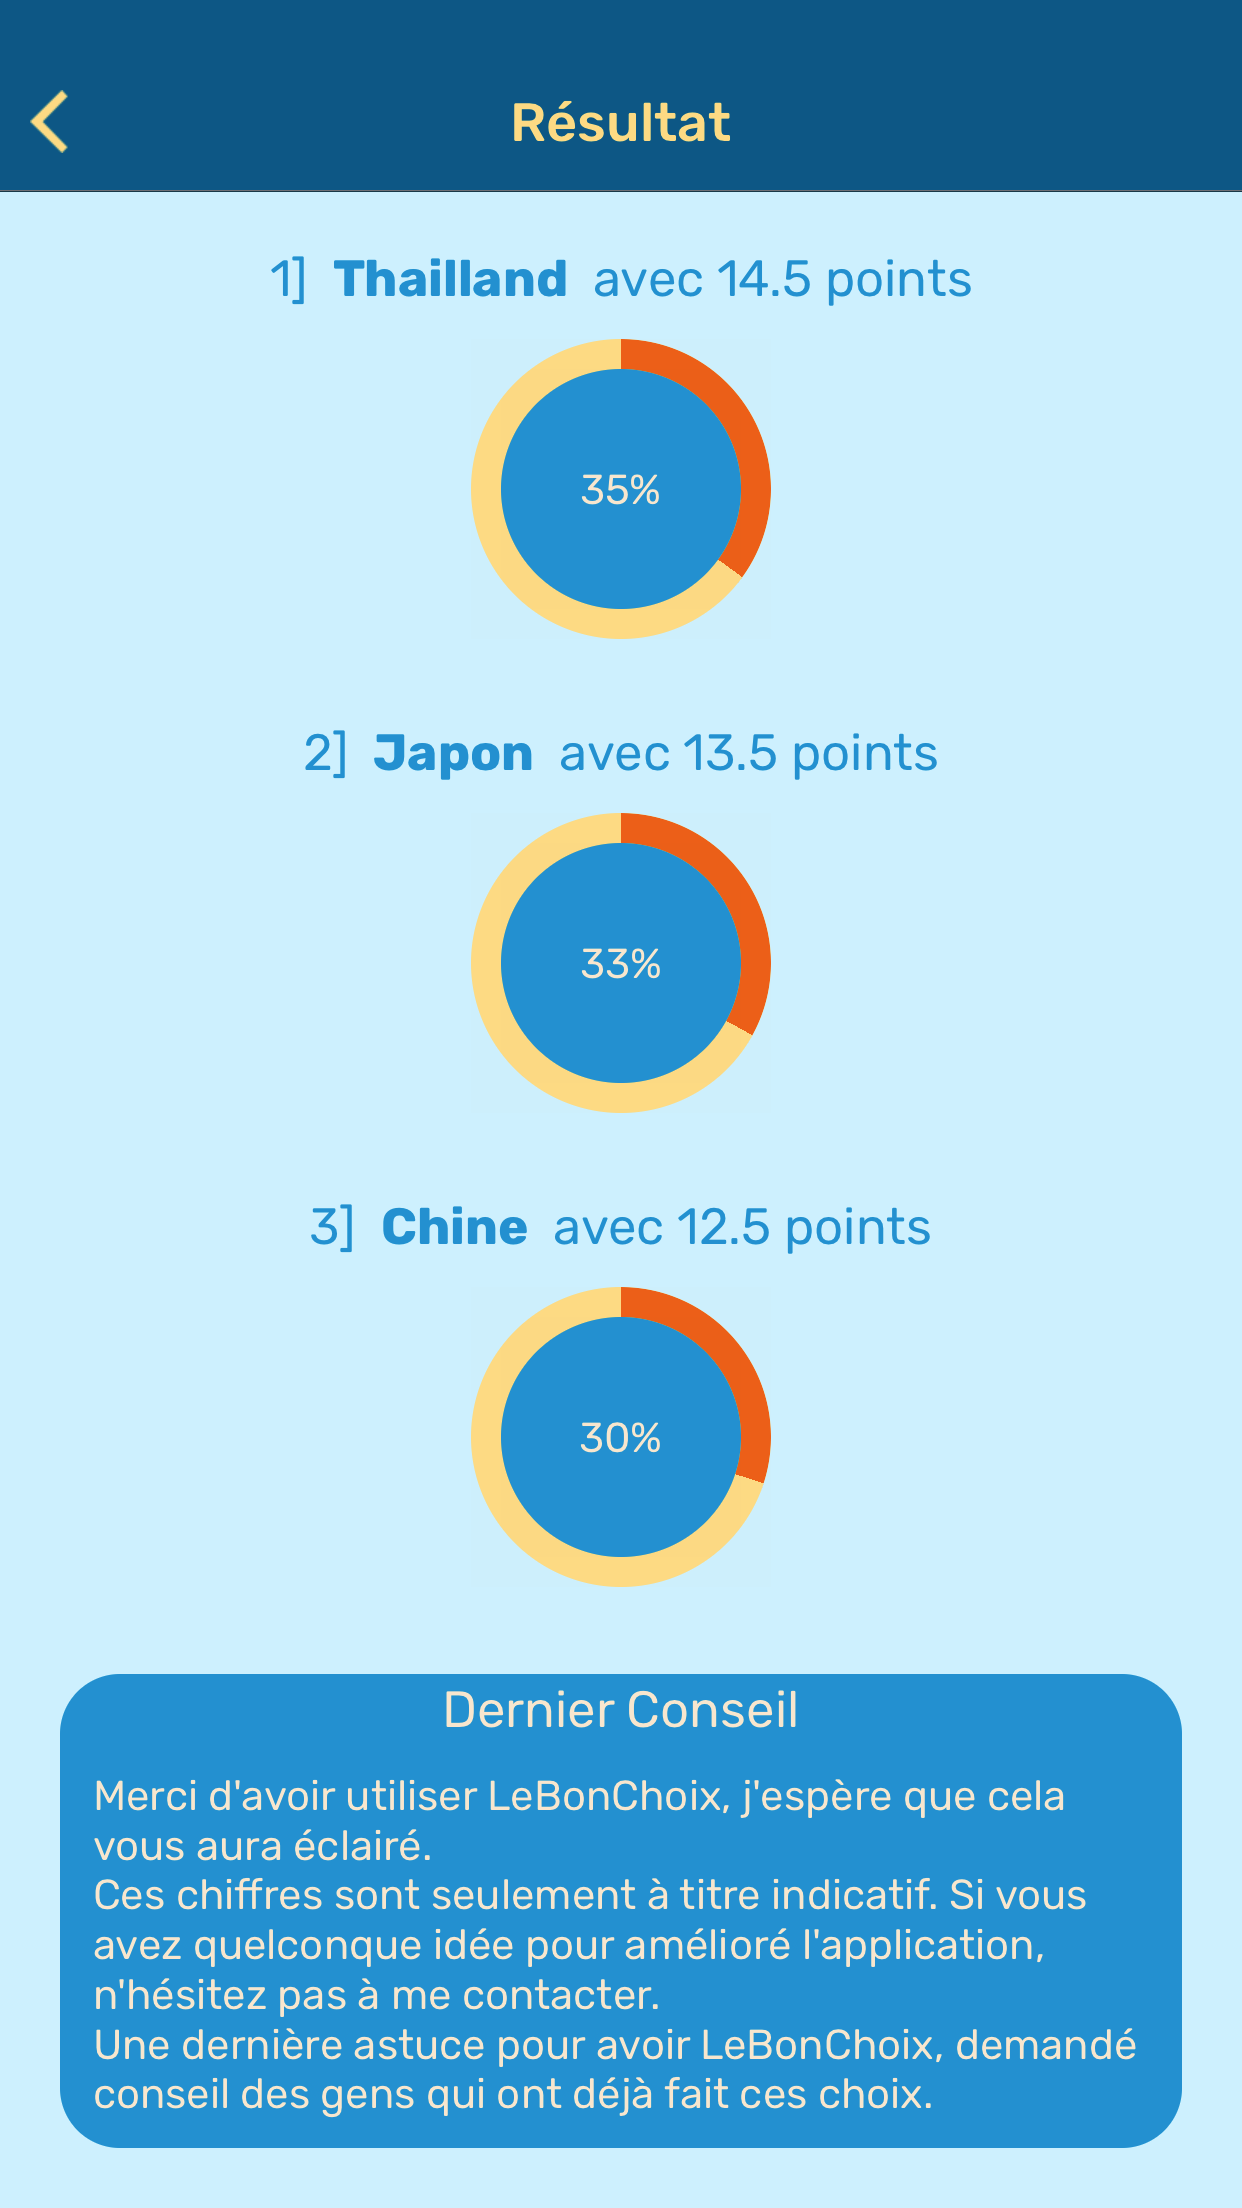 Résultat
1] Thailland avec 14.5 points
35%
2] Japon avec 13.5 points
33%
3] Chine avec 12.5 points
30%
Dernier Conseil
Merci d'avoir utiliser LeBonChoix, j'espère que cela
vous aura éclairé.
Ces chiffres sont seulement à titre indicatif. Si vous
avez quelconque idée pour amélioré l'application,
n'hésitez pas à me contacter.
Une dernière astuce pour avoir LeBonChoix, demandé
conseil des gens qui ont déjà fait ces choix.